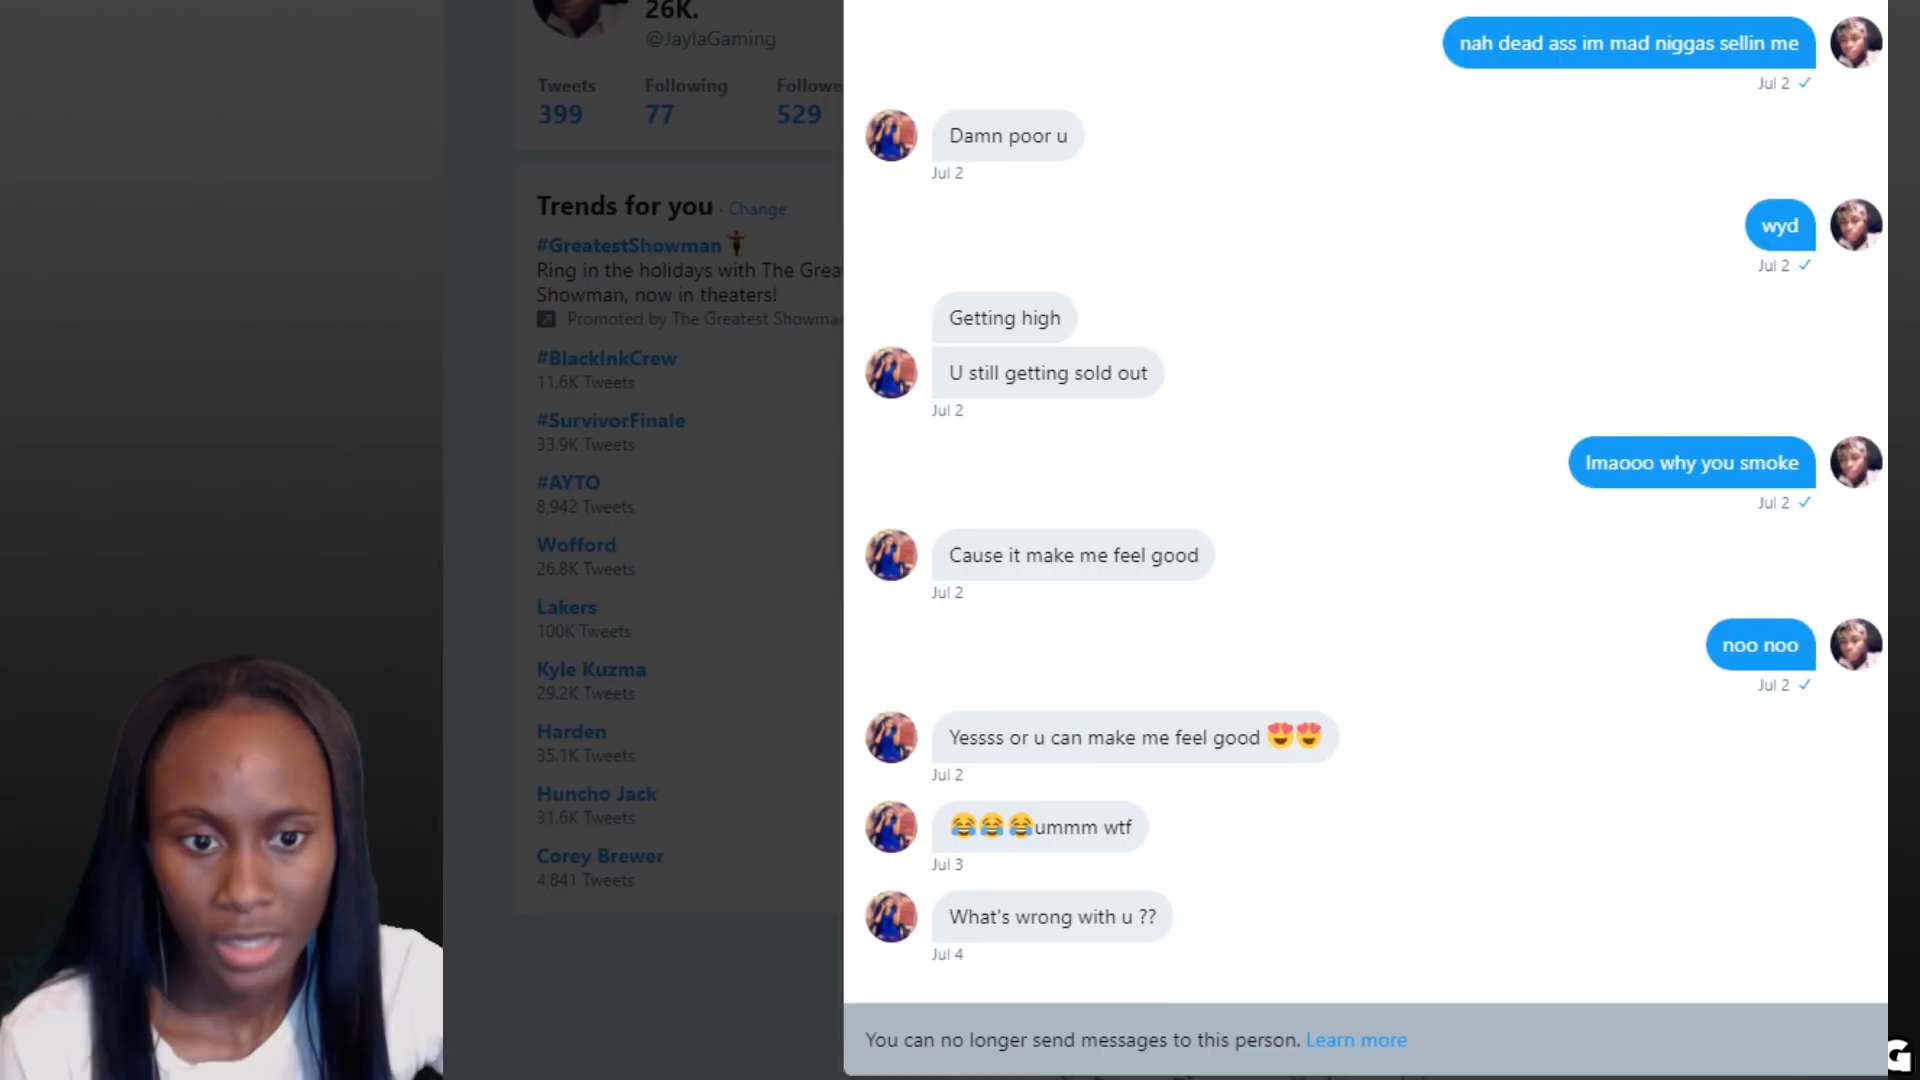 26K.
@JaylaGaming
Tweets Following Followe
399 77 529
Trends for you · Change
#GreatestShowman
Ring in the holidays with The Grea
Showman, now in theaters!
Promoted by The Greatest Showma
#BlackInkCrew
11.6K Tweets
#SurvivorFinale
33.9K Tweets
#AYTO
8,942 Tweets
Wofford
26.8K Tweets
Lakers
100K Tweets
Kyle Kuzma
29.2K Tweets
Harden
35.1K Tweets
Huncho Jack
31.6K Tweets
Corey Brewer
4,841 Tweets
nah dead ass im mad niggas sellin me
Jul 2 ✓
Damn poor u
Jul 2
wyd
Jul 2 ✓
Getting high
U still getting sold out
Jul 2
lmaooo why you smoke
Jul 2 ✓
Cause it make me feel good
Jul 2
noo noo
Jul 2 ✓
Yessss or u can make me feel good 😍😍
Jul 2
😂😂😂ummm wtf
Jul 3
What's wrong with u ??
Jul 4
You can no longer send messages to this person. Learn more
G